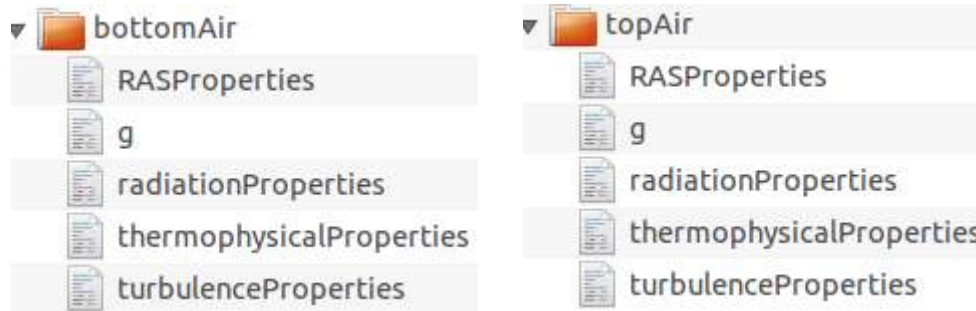 bottomAir
RASProperties
g
radiationProperties
thermophysicalProperties
turbulenceProperties
topAir
RASProperties
g
radiationProperties
thermophysicalProperties
turbulenceProperties